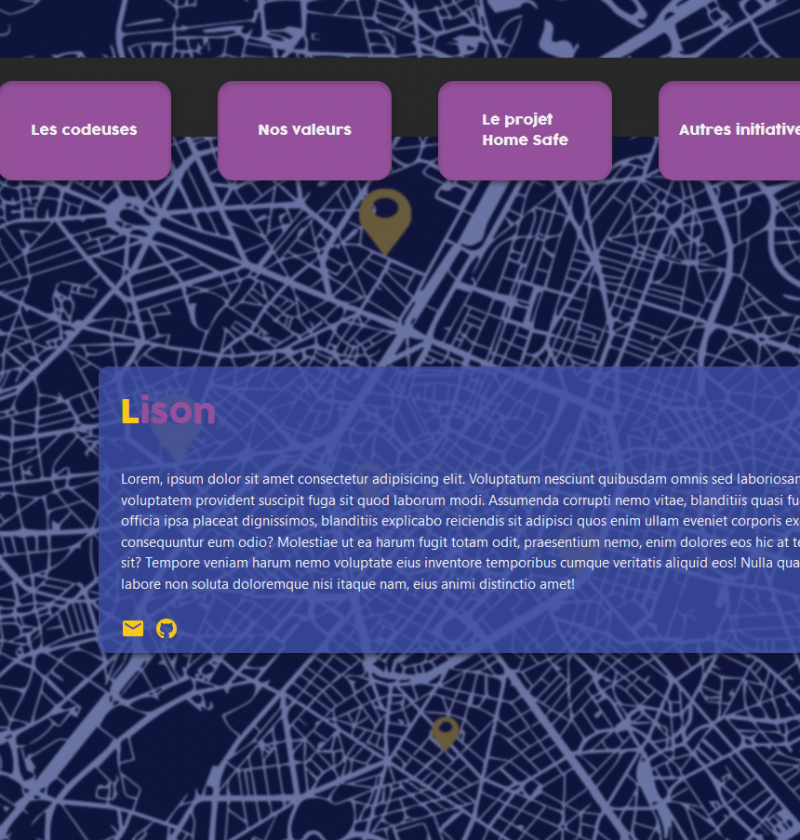 Les codeuses
Nos valeurs
Le projet
Home Safe
Autres initiative
Lison
Lorem, ipsum dolor sit amet consectetur adipisicing elit. Voluptatum nesciunt quibusdam omnis sed laboriosan
voluptatem provident suscipit fuga sit quod laborum modi. Assumenda corrupti nemo vitae, blanditiis quasi fu
officia ipsa placeat dignissimos, blanditiis explicabo reiciendis sit adipisci quos enim ullam eveniet corporis ex
consequuntur eum odio? Molestiae ut ea harum fugit totam odit, praesentium nemo, enim dolores eos hic at te
sit? Tempore veniam harum nemo voluptate eius inventore temporibus cumque veritatis aliquid eos! Nulla qua
labore non soluta doloremque nisi itaque nam, eius animi distinctio amet!